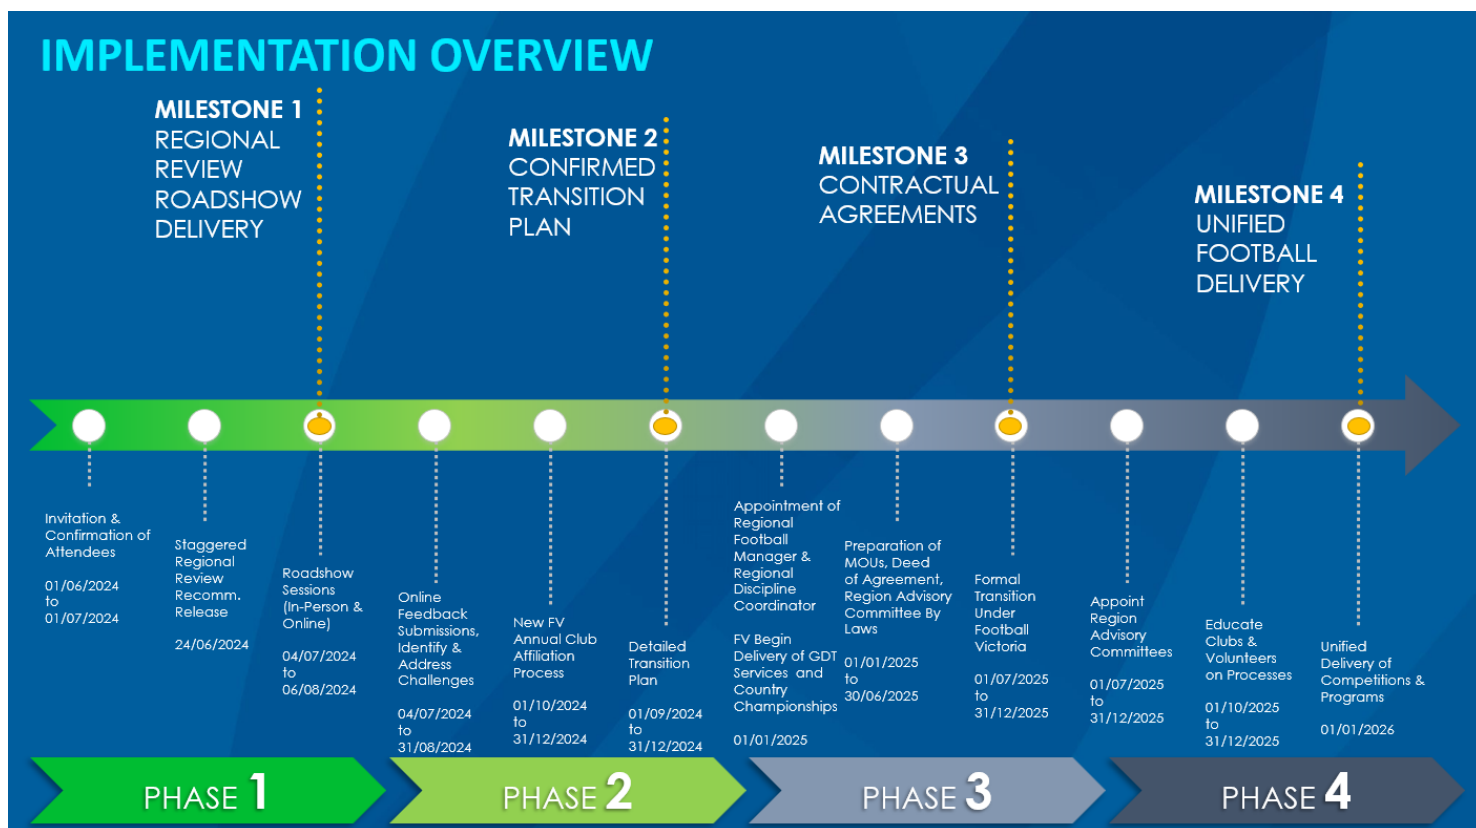 IMPLEMENTATION OVERVIEW
MILESTONE 1
REGIONAL
REVIEW
ROADSHOW
DELIVERY
MILESTONE 2
CONFIRMED
TRANSITION
PLAN
MILESTONE 3
CONTRACTUAL
AGREEMENTS
MILESTONE 4
UNIFIED
FOOTBALL
DELIVERY
Invitation &
Confirmation of
Attendees
01/06/2024
to
01/07/2024
Staggered
Regional
Review
Recomm.
Release
24/06/2024
Roadshow
Sessions
(In-Person &
Online)
04/07/2024
to
06/08/2024
Online
Feedback
Submissions,
Identify &
Address
Challenges
04/07/2024
to
31/08/2024
New FV
Annual Club
Affiliation
Process
01/10/2024
to
31/12/2024
Detailed
Transition
Plan
01/09/2024
to
31/12/2024
Appointment of
Regional
Football
Manager &
Regional
Discipline
Coordinator
FV Begin
Delivery of GDT
Services and
Country
Championships
01/01/2025
Preparation of
MOUs, Deed
of Agreement,
Region Advisory
Committee By
Laws
01/01/2025
to
30/06/2025
Formal
Transition
Under
Football
Victoria
01/07/2025
to
31/12/2025
Appoint
Region
Advisory
Committees
01/07/2025
to
31/12/2025
Educate
Clubs &
Volunteers
on Processes
01/10/2025
to
31/12/2025
Unified
Delivery of
Competitions &
Programs
01/01/2026
PHASE 1
PHASE 2
PHASE 3
PHASE 4